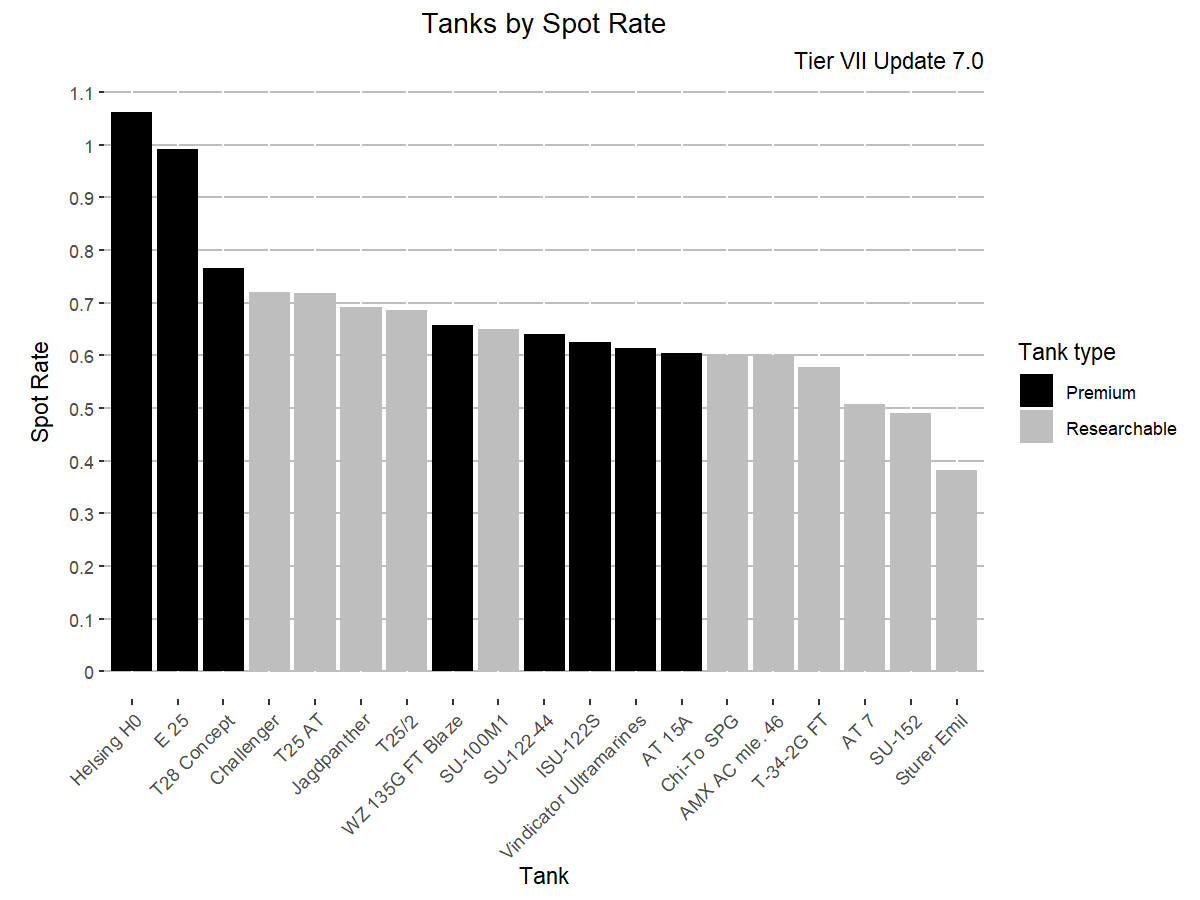 Tanks by Spot Rate
Tier VII Update 7.0
Spot Rate
1.1
1
0.9
0.8
0.7
0.6
0.5
0.4
0.3
0.2
0.1
0
Helsing H0
E 25
T28 Concept
Challenger
T25 AT
Jagdpanther
T25/2
WZ 135G FT Blaze
SU-100M1
SU-122-44
ISU-122S
Vindicator Ultramarines
AT 15A
Chi-To SPG
AMX AC mle. 46
T-34-2G FT
AT 7
SU-152
Sturer Emil
Tank
Tank type
Premium
Researchable